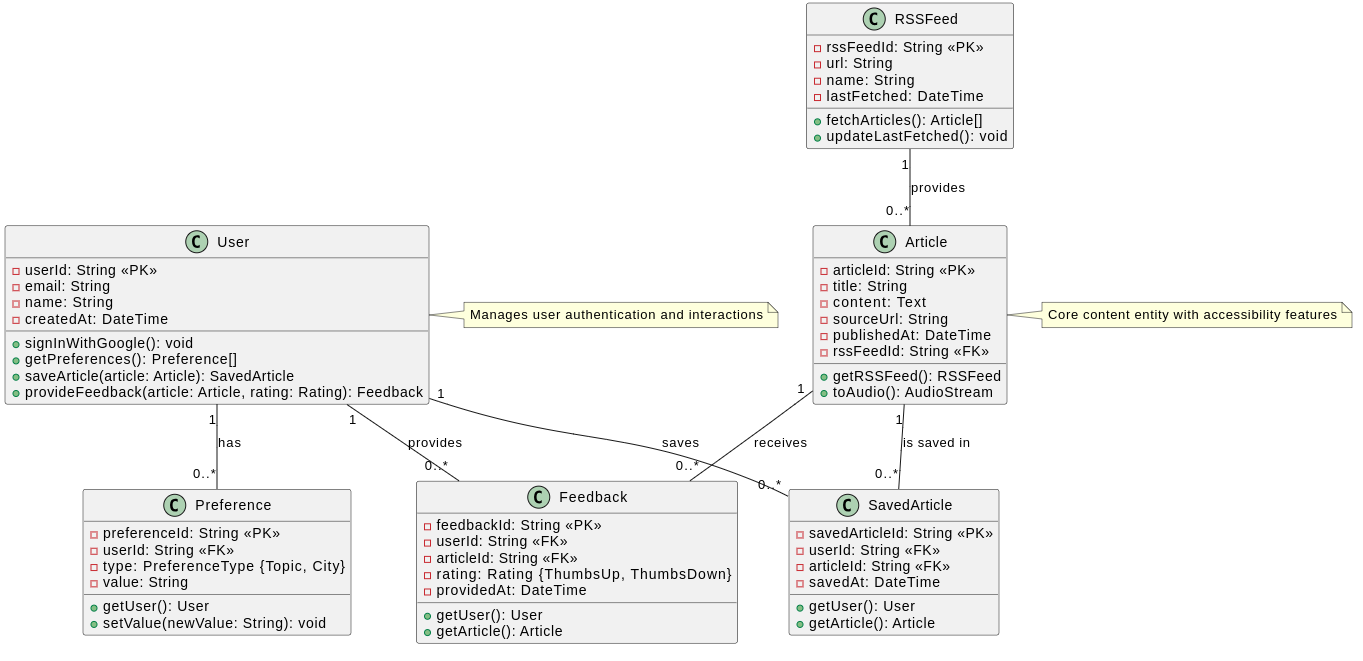 C RSSFeed
rssFeedId: String «PK»
url: String
name: String
lastFetched: DateTime
fetchArticles(): Article[]
updateLastFetched(): void
1
provides
0..*
C User
userId: String «PK»
email: String
name: String
createdAt: DateTime
signInWithGoogle(): void
getPreferences(): Preference[]
saveArticle(article: Article): SavedArticle
provideFeedback(article: Article, rating: Rating): Feedback
Manages user authentication and interactions
C Article
articleId: String «PK»
title: String
content: Text
sourceUrl: String
publishedAt: DateTime
rssFeedId: String «FK»
getRSSFeed(): RSSFeed
toAudio(): AudioStream
Core content entity with accessibility features
1
has
0..*
1
provides
0..*
1
saves
0..*
1
receives
0..*
1
is saved in
0..*
C Preference
preferenceId: String «PK»
userId: String «FK»
type: PreferenceType {Topic, City}
value: String
getUser(): User
setValue(newValue: String): void
C Feedback
feedbackId: String «PK»
userId: String «FK»
articleId: String «FK»
rating: Rating {ThumbsUp, ThumbsDown}
providedAt: DateTime
getUser(): User
getArticle(): Article
C SavedArticle
savedArticleId: String «PK»
userId: String «FK»
articleId: String «FK»
savedAt: DateTime
getUser(): User
getArticle(): Article